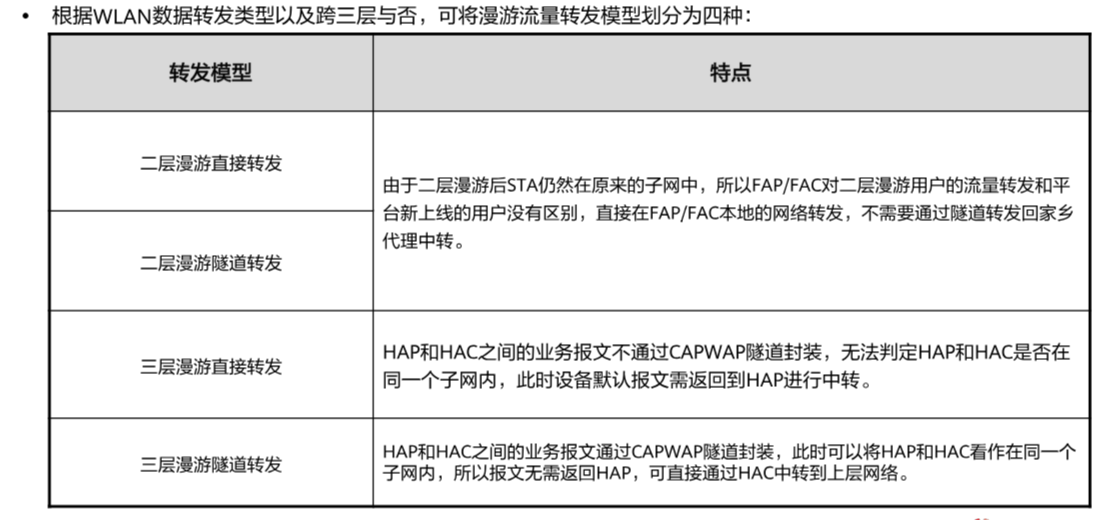 • 根据WLAN数据转发类型以及跨三层与否，可将漫游流量转发模型划分为四种：
转发模型
特点
二层漫游直接转发
二层漫游隧道转发
由于二层漫游后STA仍然在原来的子网中，所以FAP/FAC对二层漫游用户的流量转发和平
台新上线的用户没有区别，直接在FAP/FAC本地的网络转发，不需要通过隧道转发回家乡
代理中转。
三层漫游直接转发
HAP和HAC之间的业务报文不通过CAPWAP隧道封装，无法判定HAP和HAC是否在
同一个子网内，此时设备默认报文需返回到HAP进行中转。
三层漫游隧道转发
HAP和HAC之间的业务报文通过CAPWAP隧道封装，此时可以将HAP和HAC看作在同一个
子网内，所以报文无需返回HAP，可直接通过HAC中转到上层网络。